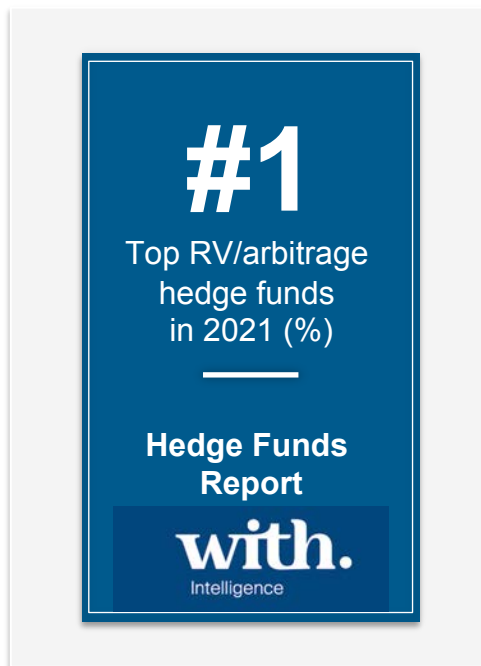 #1
Top RV/arbitrage
hedge funds
in 2021 (%)
Hedge Funds
Report
with.
Intelligence